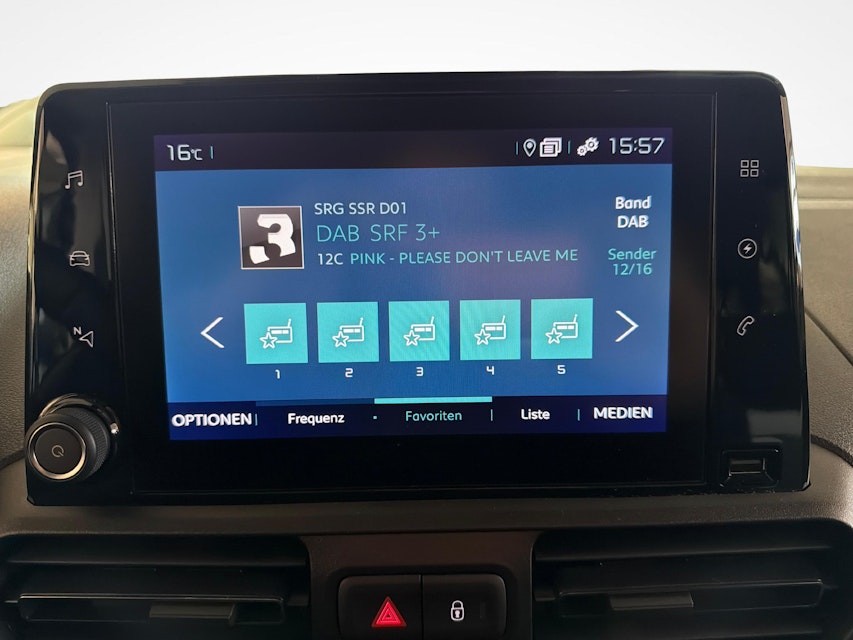 16°C
15:57
3
SRG SSR D01
DAB SRF 3+
12C PINK - PLEASE DON'T LEAVE ME
Band
DAB
Sender
12/16
1 2 3 4 5
OPTIONEN Frequenz Favoriten Liste MEDIEN
N